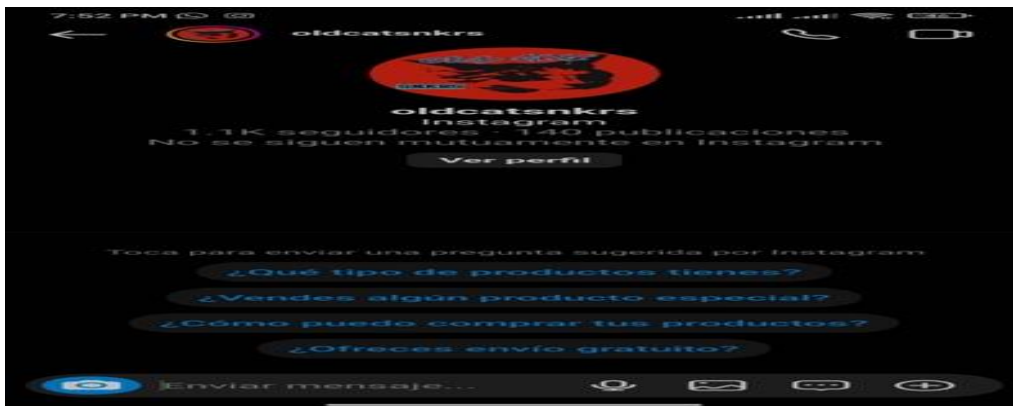 7:52 PM
oldcatsnkrs
oldcatsnkrs
Instagram
1.1K seguidores · 140 publicaciones
No se siguen mutuamente en Instagram
Ver perfil
Toca para enviar una pregunta sugerida por Instagram
¿Qué tipo de productos tienes?
¿Vendes algún producto especial?
¿Cómo puedo comprar tus productos?
¿Ofreces envío gratuito?
Enviar mensaje...